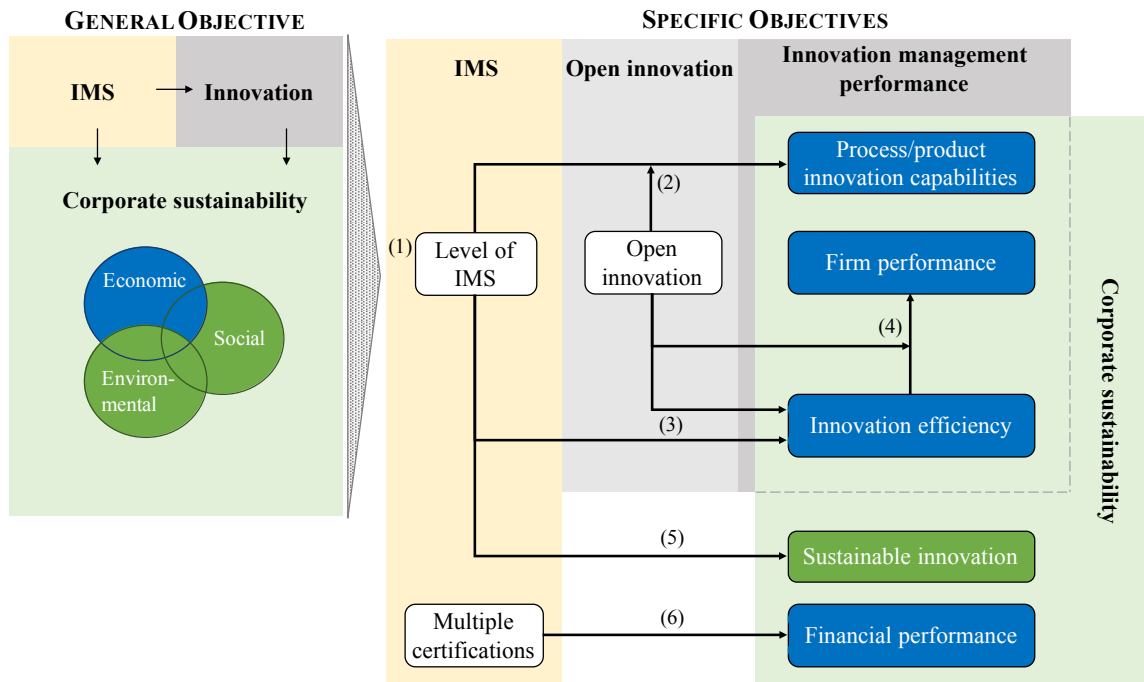 GENERAL OBJECTIVE
IMS
Innovation
Corporate sustainability
Economic
Social
Environ-
mental
SPECIFIC OBJECTIVES
IMS
Open innovation
Innovation management
performance
Process/product
innovation capabilities
(2)
(1)
Level of
IMS
Open
innovation
Firm performance
(4)
(3)
Innovation efficiency
Corporate sustainability
(5)
Sustainable innovation
Multiple
certifications
(6)
Financial performance